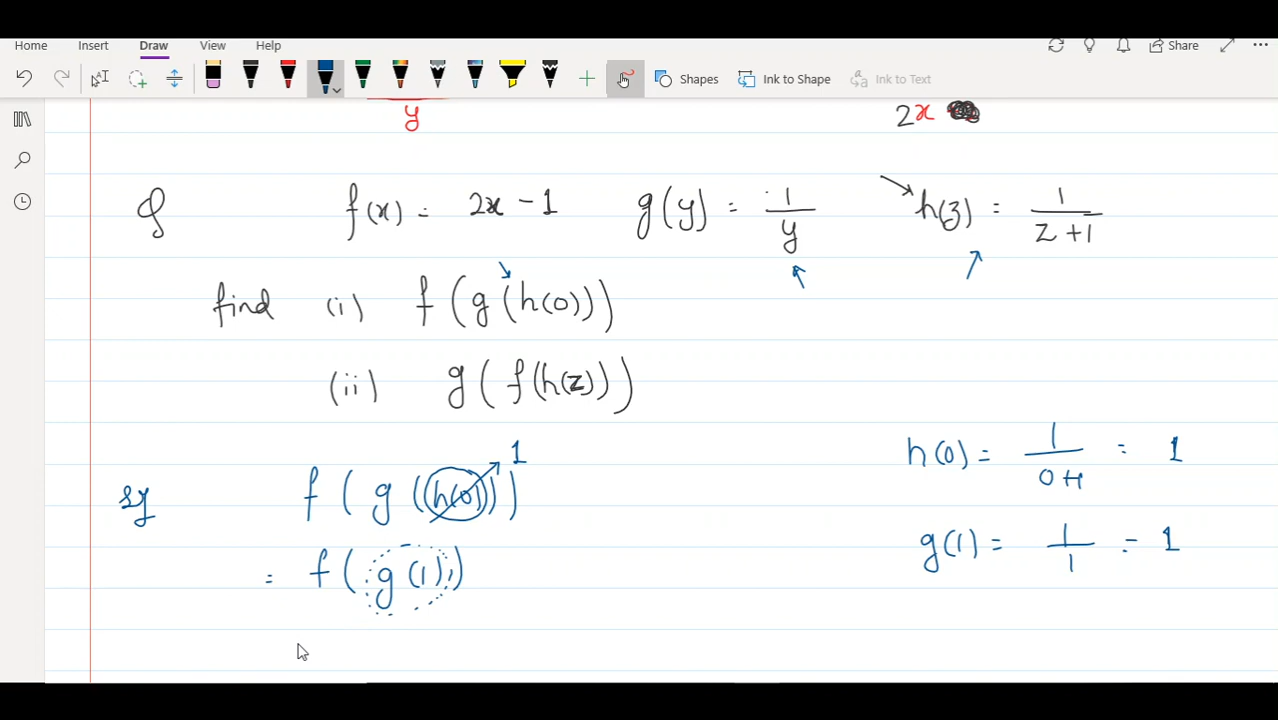 Home Insert Draw View Help Share
Shapes Ink to Shape Ink to Text
y 2x
Q f(x) = 2x - 1 g(y) = 1/y h(z) = 1/(z+1)
find (i) f(g(h(0)))
(ii) g(f(h(z)))
h(0) = 1/(0+1) = 1
f(g((h(0)))) 1
g(1) = 1/1 = 1
= f(g(1))